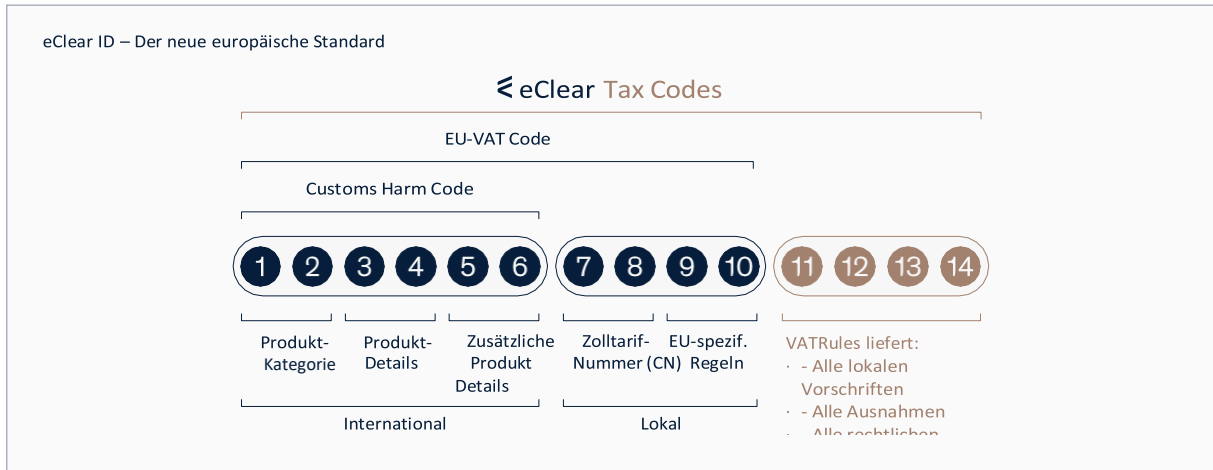 eClear ID – Der neue europäische Standard
eClear Tax Codes
EU-VAT Code
Customs Harm Code
1 2 3 4 5 6 7 8 9 10 11 12 13 14
Produkt-
Kategorie
Produkt-
Details
Zusätzliche
Produkt
Details
Zolltarif-
Nummer (CN)
EU-spezif.
Regeln
VATRules liefert:
· - Alle lokalen
Vorschriften
· - Alle Ausnahmen
· - Alle rechtlichen
International
Lokal